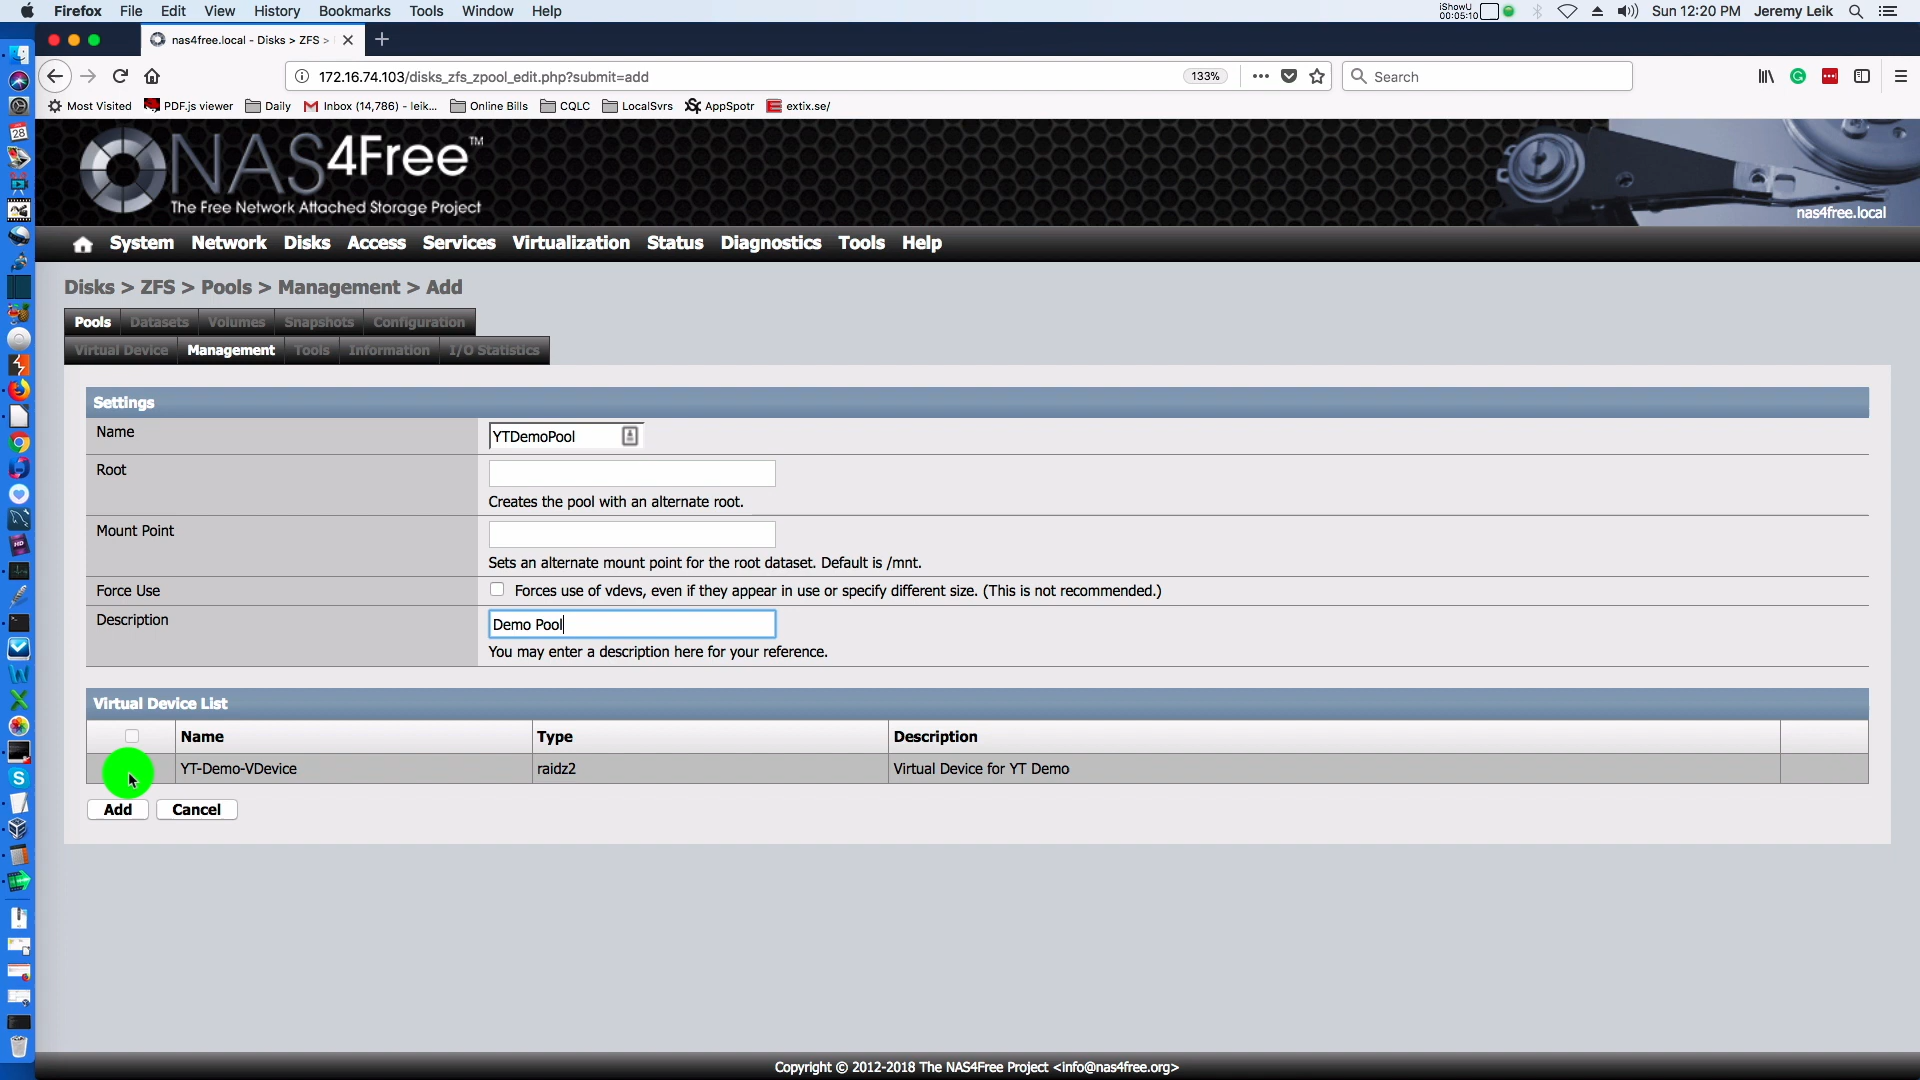 Firefox File Edit View History Bookmarks Tools Window Help
iShowU
00:05:10
Sun 12:20 PM Jeremy Leik
nas4free.local - Disks > ZFS >
172.16.74.103/disks_zfs_zpool_edit.php?submit=add
133%
Search
Most Visited PDF.js viewer Daily Inbox (14,786) - leik... Online Bills CQLC LocalSvrs AppSpotr extix.se/
NAS4Free™
The Free Network Attached Storage Project
nas4free.local
System Network Disks Access Services Virtualization Status Diagnostics Tools Help
Disks > ZFS > Pools > Management > Add
Pools Datasets Volumes Snapshots Configuration
Virtual Device Management Tools Information I/O Statistics
Settings
Name YTDemoPool
Root
Creates the pool with an alternate root.
Mount Point
Sets an alternate mount point for the root dataset. Default is /mnt.
Force Use Forces use of vdevs, even if they appear in use or specify different size. (This is not recommended.)
Description Demo Pool
You may enter a description here for your reference.
Virtual Device List
Name Type Description
YT-Demo-VDevice raidz2 Virtual Device for YT Demo
Add Cancel
Copyright © 2012-2018 The NAS4Free Project <info@nas4free.org>